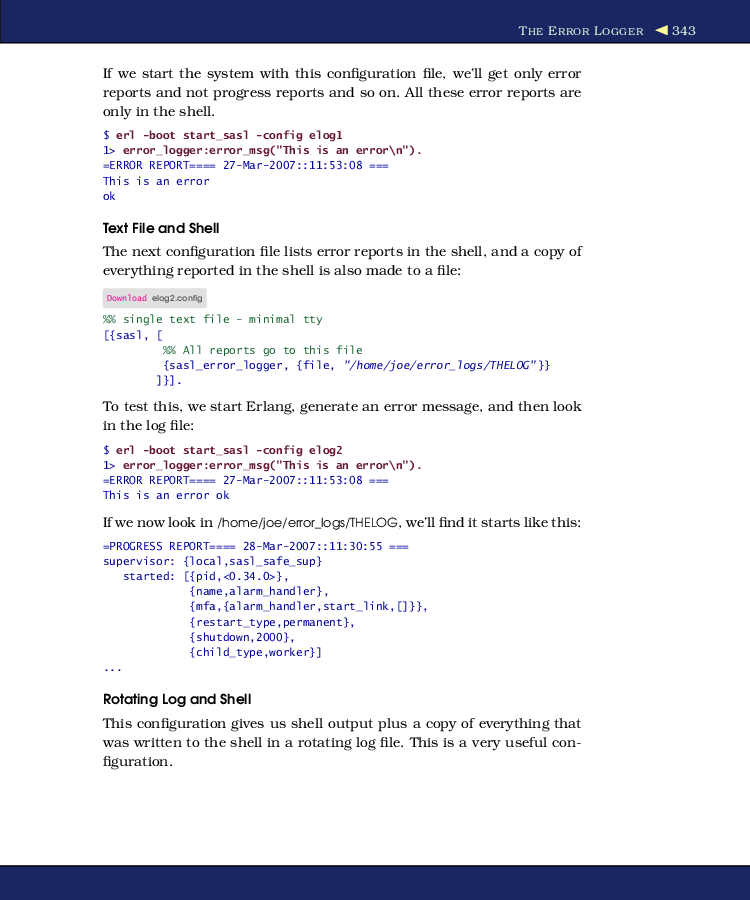 THE ERROR LOGGER ◀ 343
If we start the system with this configuration file, we'll get only error
reports and not progress reports and so on. All these error reports are
only in the shell.
$ erl -boot start_sasl -config elog1
1> error_logger:error_msg("This is an error\n").
=ERROR REPORT==== 27-Mar-2007::11:53:08 ===
This is an error
ok
Text File and Shell
The next configuration file lists error reports in the shell, and a copy of
everything reported in the shell is also made to a file:
Download elog2.config
%% single text file - minimal tty
[{sasl, [
         %% All reports go to this file
         {sasl_error_logger, {file, "/home/joe/error_logs/THELOG"}}
        ]}].
To test this, we start Erlang, generate an error message, and then look
in the log file:
$ erl -boot start_sasl -config elog2
1> error_logger:error_msg("This is an error\n").
=ERROR REPORT==== 27-Mar-2007::11:53:08 ===
This is an error ok
If we now look in /home/joe/error_logs/THELOG, we'll find it starts like this:
=PROGRESS REPORT==== 28-Mar-2007::11:30:55 ===
supervisor: {local,sasl_safe_sup}
   started: [{pid,<0.34.0>},
             {name,alarm_handler},
             {mfa,{alarm_handler,start_link,[]}},
             {restart_type,permanent},
             {shutdown,2000},
             {child_type,worker}]
...
Rotating Log and Shell
This configuration gives us shell output plus a copy of everything that
was written to the shell in a rotating log file. This is a very useful con-
figuration.